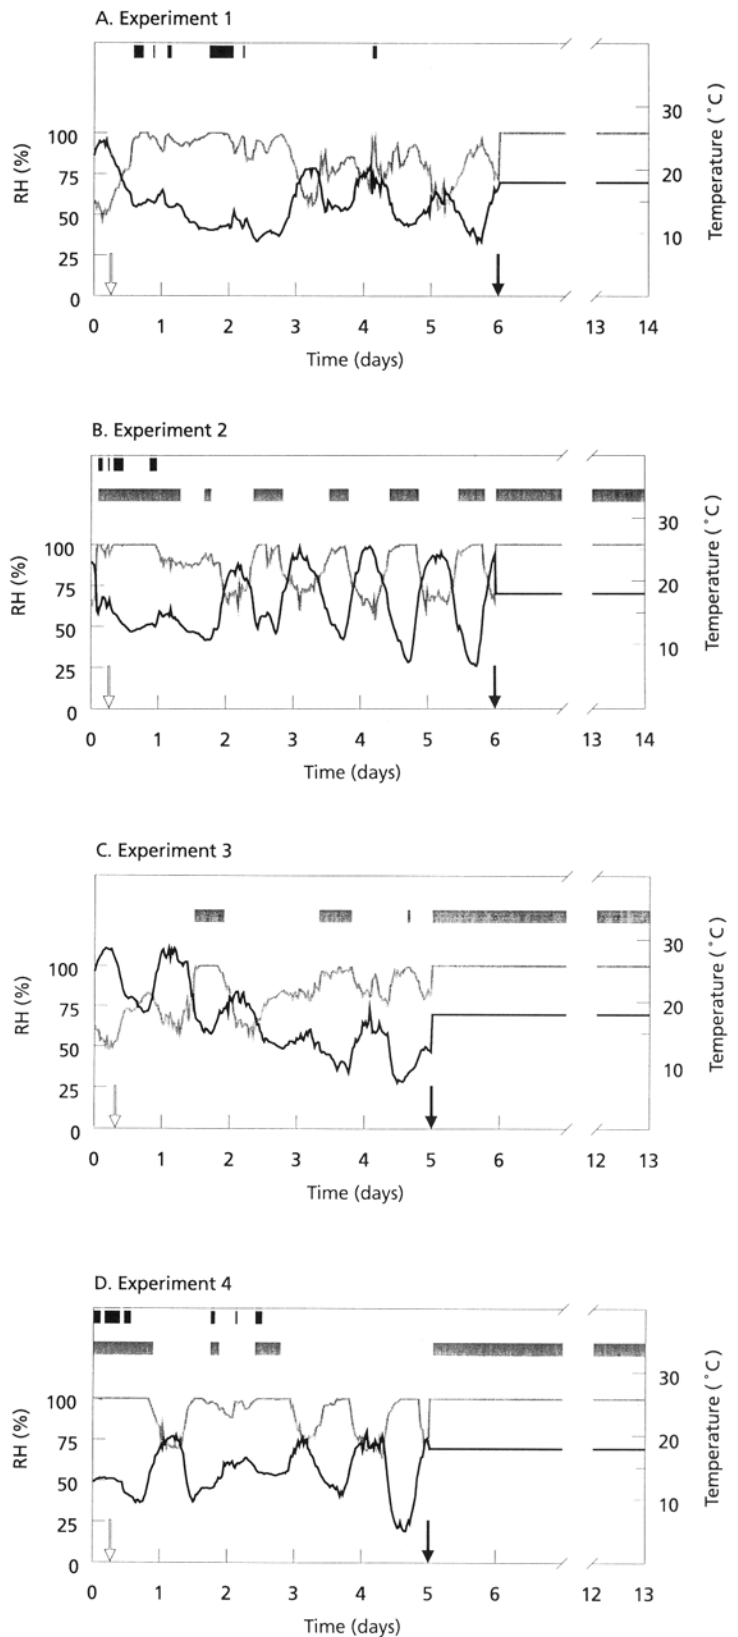 A. Experiment 1
RH (%)
100
75
50
25
0
30
20
10
Temperature (°C)
0 1 2 3 4 5 6 13 14
Time (days)
B. Experiment 2
RH (%)
100
75
50
25
0
30
20
10
Temperature (°C)
0 1 2 3 4 5 6 13 14
Time (days)
C. Experiment 3
RH (%)
100
75
50
25
0
30
20
10
Temperature (°C)
0 1 2 3 4 5 6 12 13
Time (days)
D. Experiment 4
RH (%)
100
75
50
25
0
30
20
10
Temperature (°C)
0 1 2 3 4 5 6 12 13
Time (days)